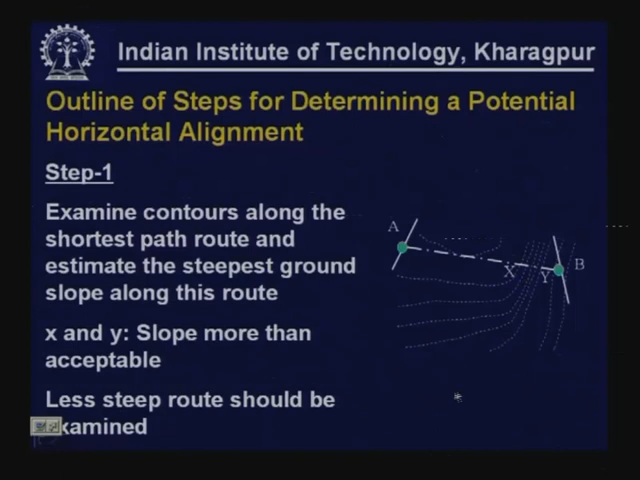 Indian Institute of Technology, Kharagpur
Outline of Steps for Determining a Potential
Horizontal Alignment
Step-1
Examine contours along the
shortest path route and
estimate the steepest ground
slope along this route
x and y: Slope more than
acceptable
Less steep route should be
xamined
A
X
Y
B